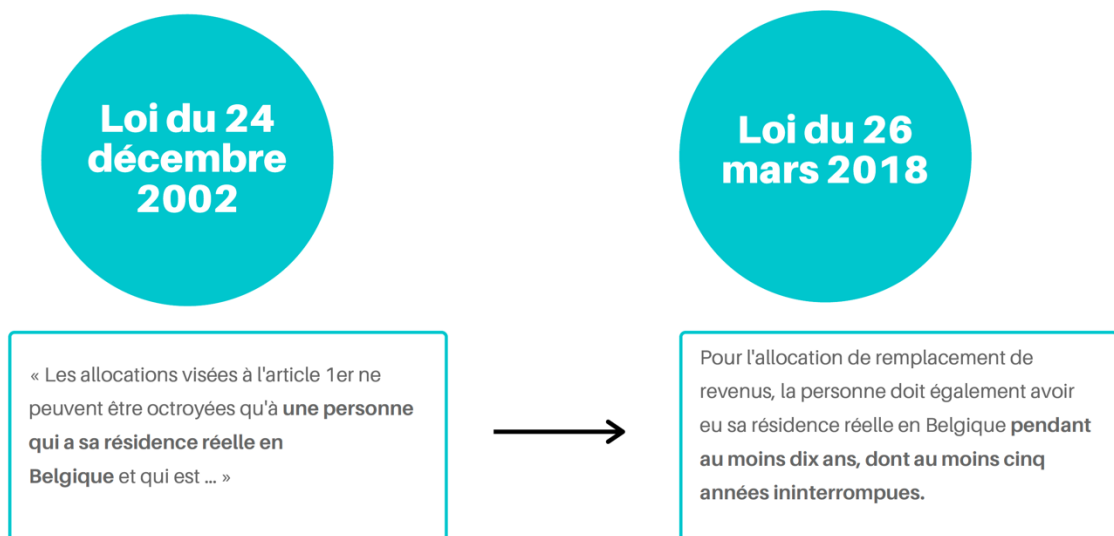 Loi du 24
décembre
2002
Loi du 26
mars 2018
« Les allocations visées à l'article 1er ne
peuvent être octroyées qu'à une personne
qui a sa résidence réelle en
Belgique et qui est ... »
Pour l'allocation de remplacement de
revenus, la personne doit également avoir
eu sa résidence réelle en Belgique pendant
au moins dix ans, dont au moins cinq
années ininterrompues.